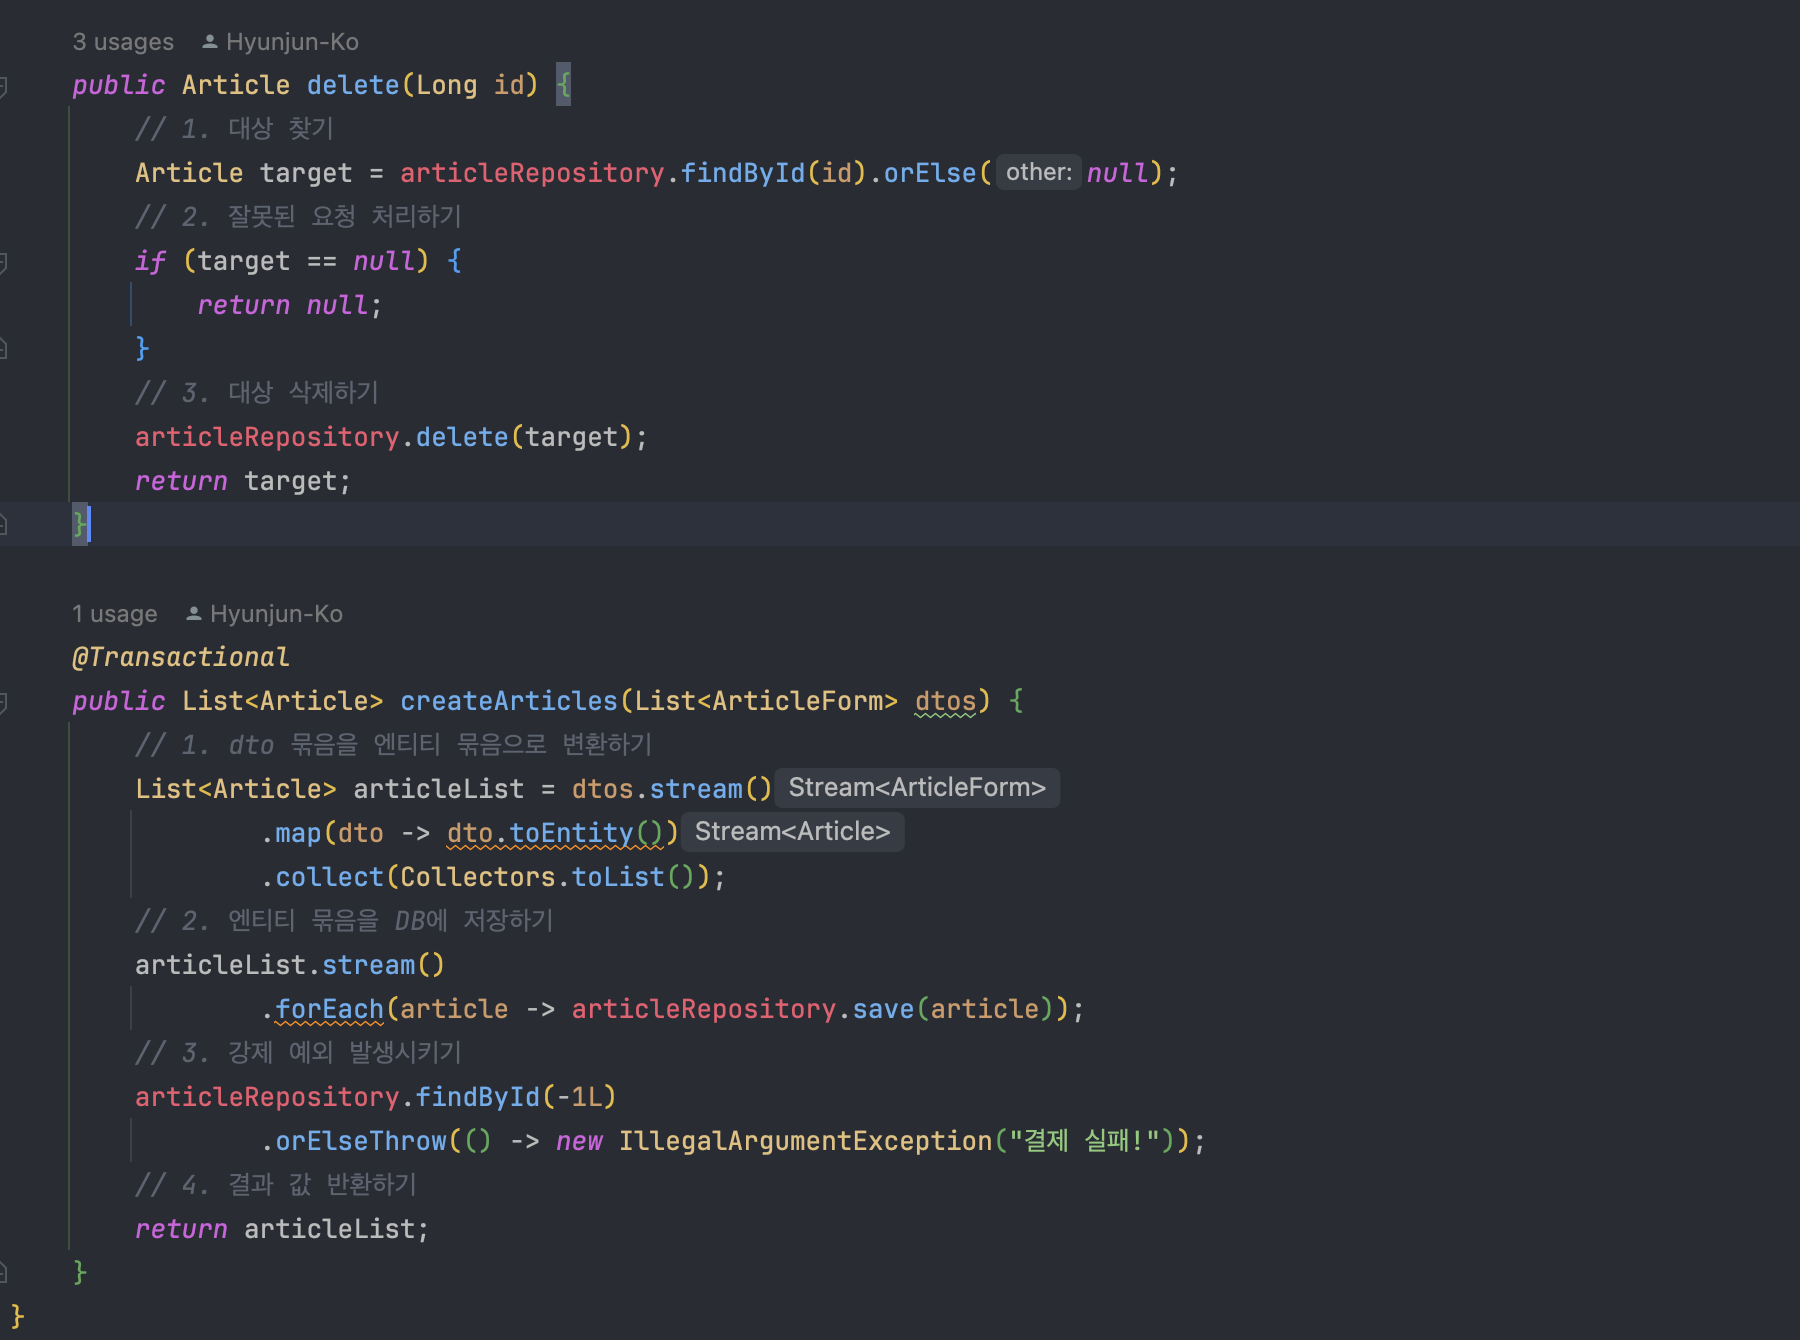 3 usages Hyunjun-Ko
public Article delete(Long id) {
// 1. 대상 찾기
Article target = articleRepository.findById(id).orElse( other: null);
// 2. 잘못된 요청 처리하기
if (target == null) {
return null;
}
// 3. 대상 삭제하기
articleRepository.delete(target);
return target;
}
1 usage Hyunjun-Ko
@Transactional
public List<Article> createArticles(List<ArticleForm> dtos) {
// 1. dto 묶음을 엔티티 묶음으로 변환하기
List<Article> articleList = dtos.stream() Stream<ArticleForm>
.map(dto -> dto.toEntity()) Stream<Article>
.collect(Collectors.toList());
// 2. 엔티티 묶음을 DB에 저장하기
articleList.stream()
.forEach(article -> articleRepository.save(article));
// 3. 강제 예외 발생시키기
articleRepository.findById(-1L)
.orElseThrow(() -> new IllegalArgumentException("결제 실패!"));
// 4. 결과 값 반환하기
return articleList;
}
}